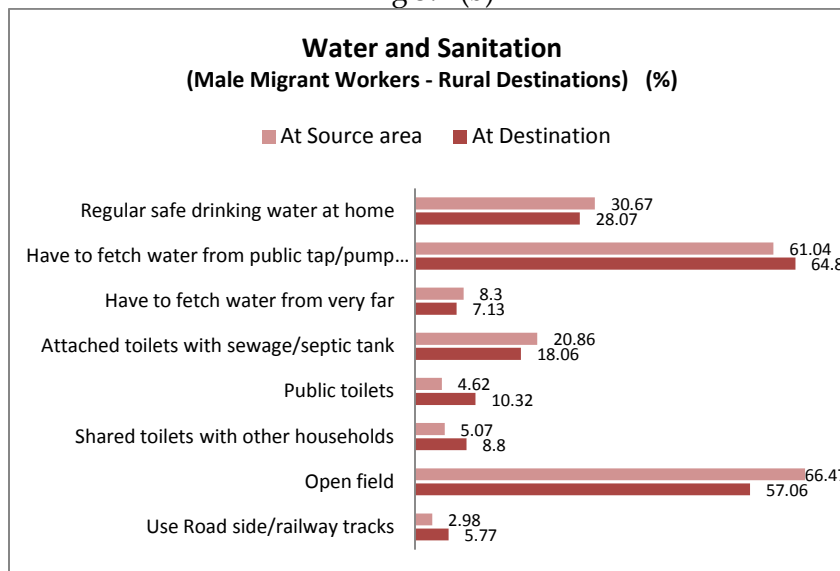 Water and Sanitation
(Male Migrant Workers - Rural Destinations) (%)
At Source area At Destination
Regular safe drinking water at home 30.67
28.07
Have to fetch water from public tap/pump... 61.04
64.8
Have to fetch water from very far 8.3
7.13
Attached toilets with sewage/septic tank 20.86
18.06
Public toilets 4.62
10.32
Shared toilets with other households 5.07
8.8
Open field 66.47
57.06
Use Road side/railway tracks 2.98
5.77